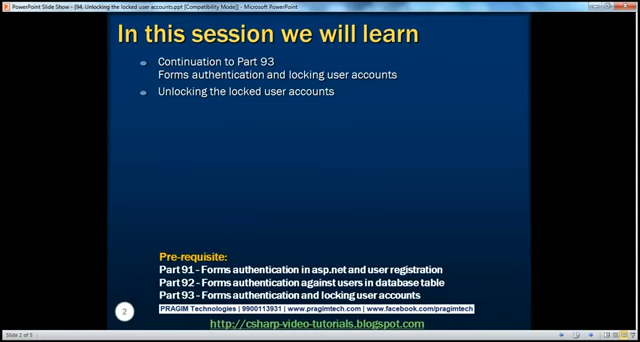 PowerPoint Slide Show - [94. Unlocking the locked user accounts.ppt [Compatibility Mode]] - Microsoft PowerPoint
In this session we will learn
Continuation to Part 93
Forms authentication and locking user accounts
Unlocking the locked user accounts
Pre-requisite:
Part 91 - Forms authentication in asp.net and user registration
Part 92 - Forms authentication against users in database table
Part 93 - Forms authentication and locking user accounts
2
PRAGIM Technologies | 9900113931 | www.pragimtech.com | www.facebook.com/pragimtech
http://csharp-video-tutorials.blogspot.com
Slide 2 of 5